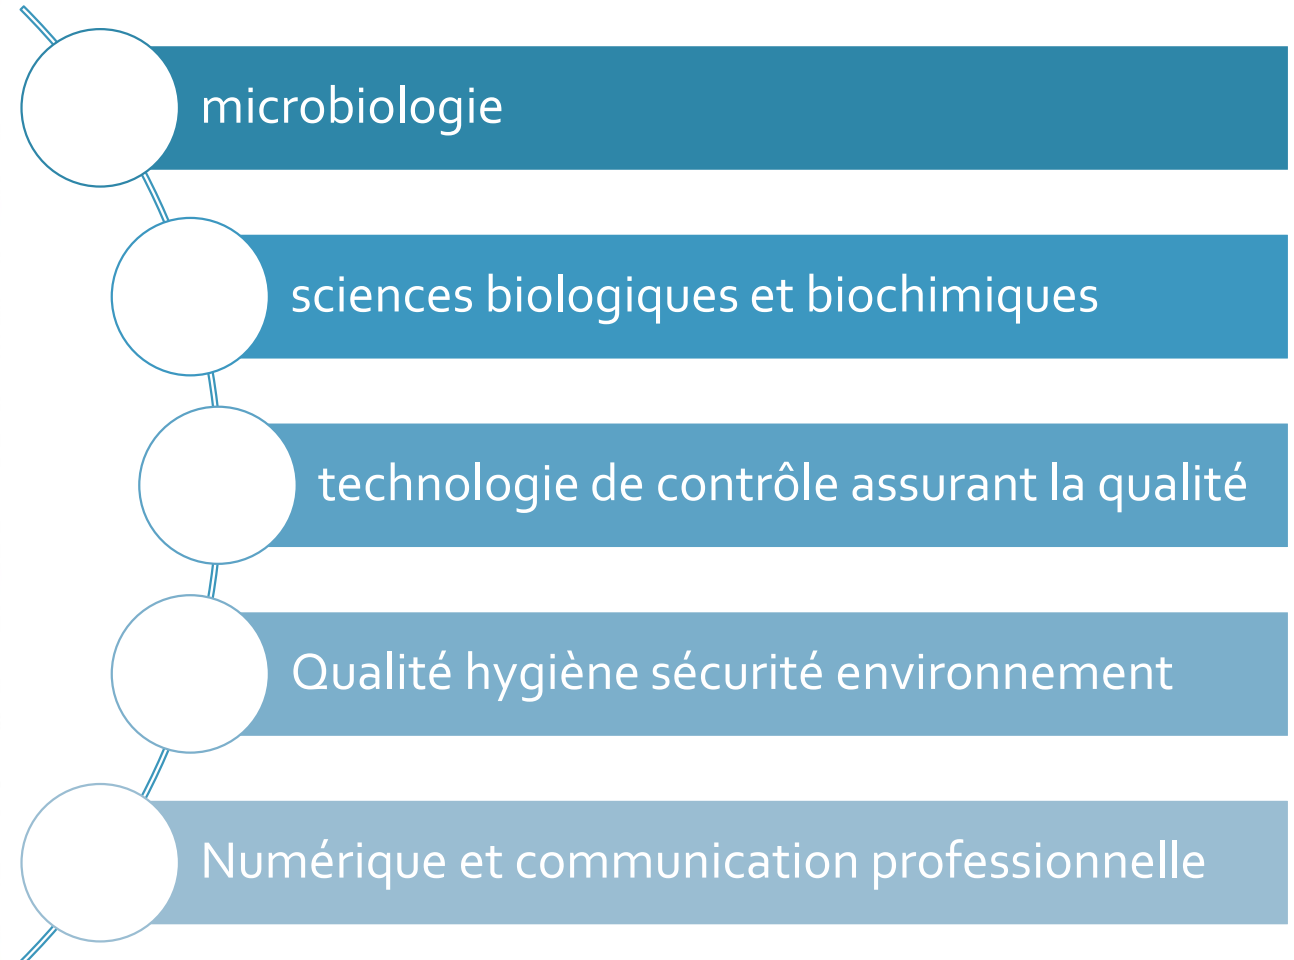 microbiologie
sciences biologiques et biochimiques
technologie de contrôle assurant la qualité
Qualité hygiène sécurité environnement
Numérique et communication professionnelle